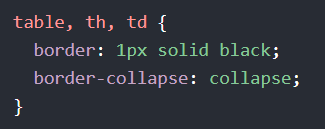 table, th, td {
  border: 1px solid black;
  border-collapse: collapse;
}